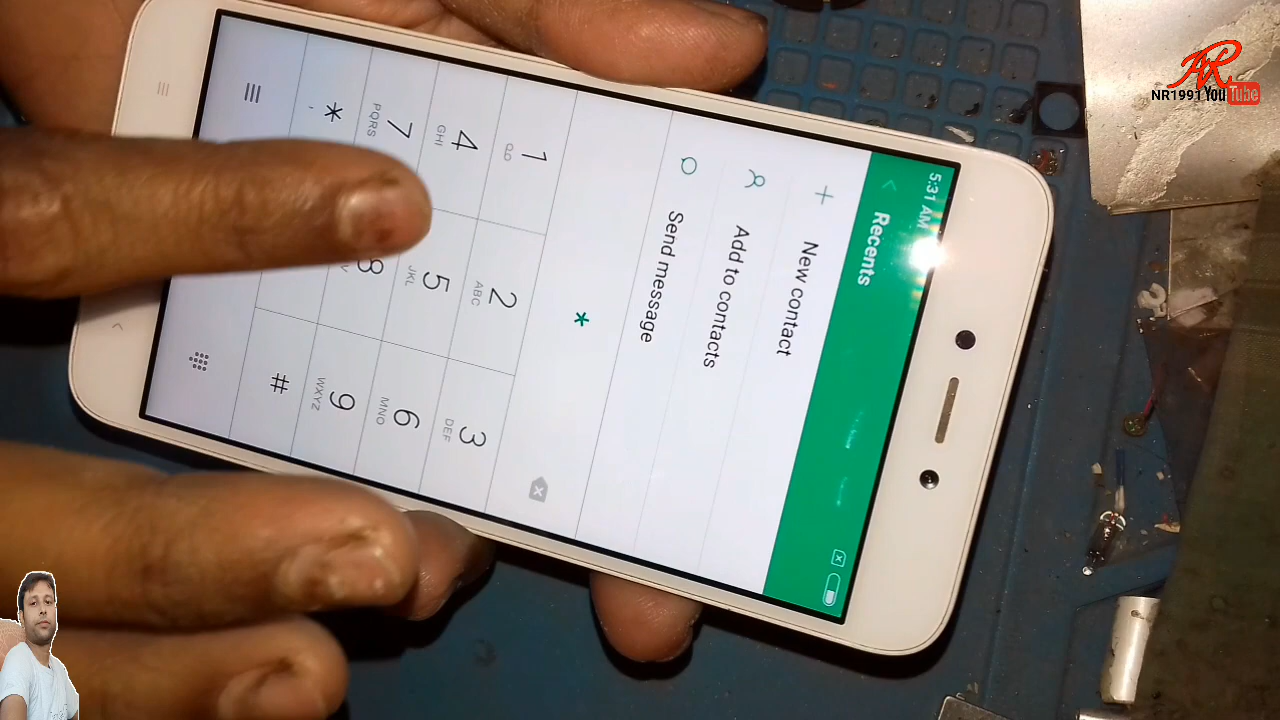 5:31 AM
Recents
New contact
Add to contacts
Send message
*
1
2
ABC
3
DEF
4
GHI
5
JKL
6
MNO
7
PQRS
8
V
9
WXYZ
*
#
AR
NR1991 YouTube